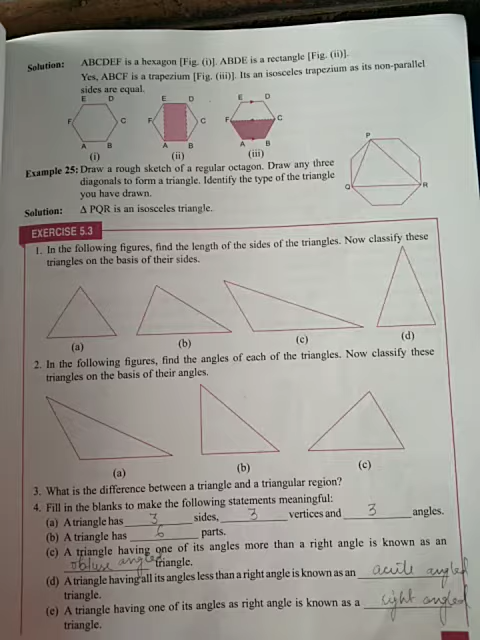 Solution: ABCDEF is a hexagon [Fig. (i)]. ABDE is a rectangle [Fig. (ii)].
Yes, ABCF is a trapezium [Fig. (iii)]. Its an isosceles trapezium as its non-parallel
sides are equal.
E D E D E D
F C F C F C
A B A B A B
(i) (ii) (iii)
P
Q R
Example 25: Draw a rough sketch of a regular octagon. Draw any three
diagonals to form a triangle. Identify the type of the triangle
you have drawn.
Solution: Δ PQR is an isosceles triangle.
EXERCISE 5.3
1. In the following figures, find the length of the sides of the triangles. Now classify these
triangles on the basis of their sides.
(a) (b) (c) (d)
2. In the following figures, find the angles of each of the triangles. Now classify these
triangles on the basis of their angles.
(a) (b) (c)
3. What is the difference between a triangle and a triangular region?
4. Fill in the blanks to make the following statements meaningful:
(a) A triangle has 3 sides, 3 vertices and 3 angles.
(b) A triangle has 6 parts.
(c) A triangle having one of its angles more than a right angle is known as an
obtuse angled triangle.
(d) A triangle having all its angles less than a right angle is known as an acute angled
triangle.
(e) A triangle having one of its angles as right angle is known as a right angled
triangle.